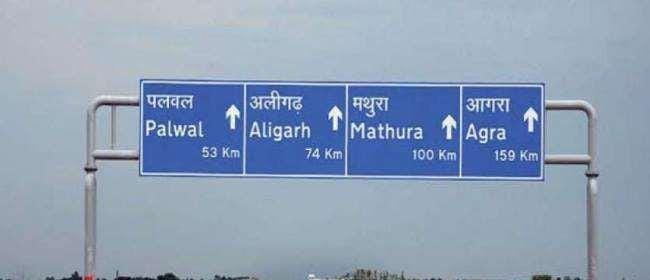 पलवल
Palwal
53 Km
अलीगढ़
Aligarh
74 Km
मथुरा
Mathura
100 Km
आगरा
Agra
159 Km